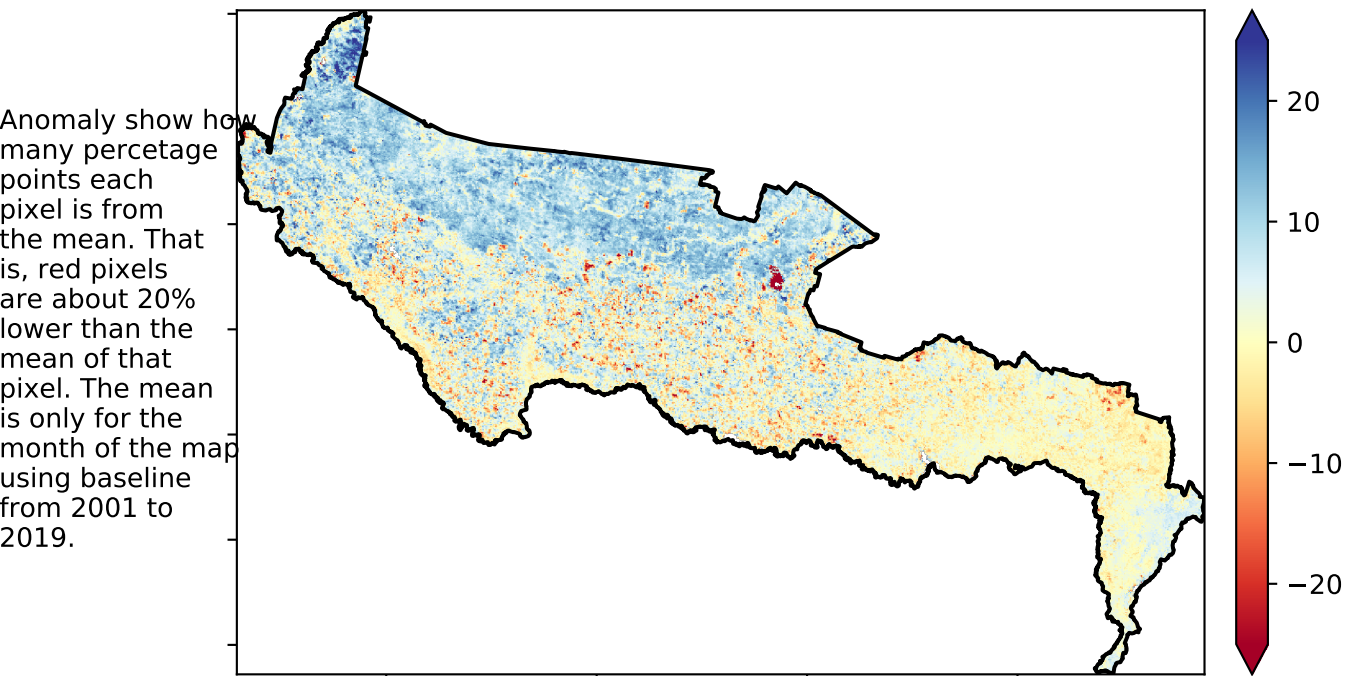 Anomaly show how
many percetage
points each
pixel is from
the mean. That
is, red pixels
are about 20%
lower than the
mean of that
pixel. The mean
is only for the
month of the map
using baseline
from 2001 to
2019.
20
10
0
−10
−20